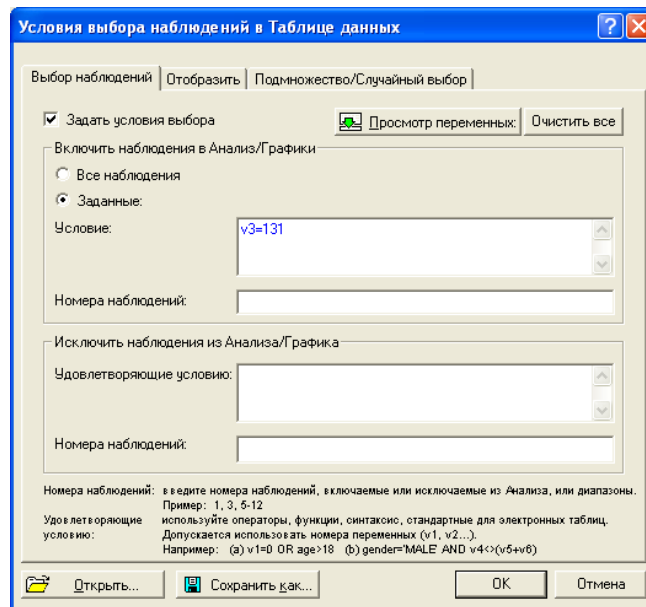 Условия выбора наблюдений в Таблице данных
Выбор наблюдений Отобразить Подмножество/Случайный выбор
Задать условия выбора Просмотр переменных: Очистить все
Включить наблюдения в Анализ/Графики
Все наблюдения
Заданные:
Условие: v3=131
Номера наблюдений:
Исключить наблюдения из Анализа/Графика
Удовлетворяющие условию:
Номера наблюдений:
Номера наблюдений: введите номера наблюдений, включаемые или исключаемые из Анализа, или диапазоны.
Пример: 1, 3, 5-12
Удовлетворяющие используйте операторы, функции, синтаксис, стандартные для электронных таблиц.
условию: Допускается использовать номера переменных (v1, v2...).
Например: (a) v1=0 OR age>18 (b) gender='MALE' AND v4<>(v5+v6)
Открыть... Сохранить как... OK Отмена